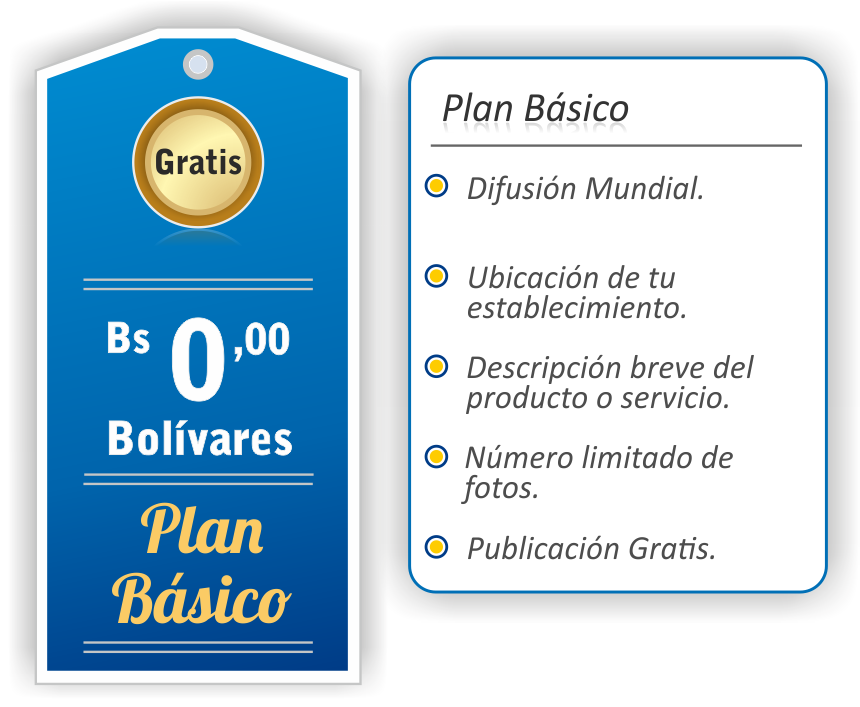 Gratis
Bs 0,00
Bolívares
Plan
Básico
Plan Básico
Difusión Mundial.
Ubicación de tu
establecimiento.
Descripción breve del
producto o servicio.
Número limitado de
fotos.
Publicación Gratis.